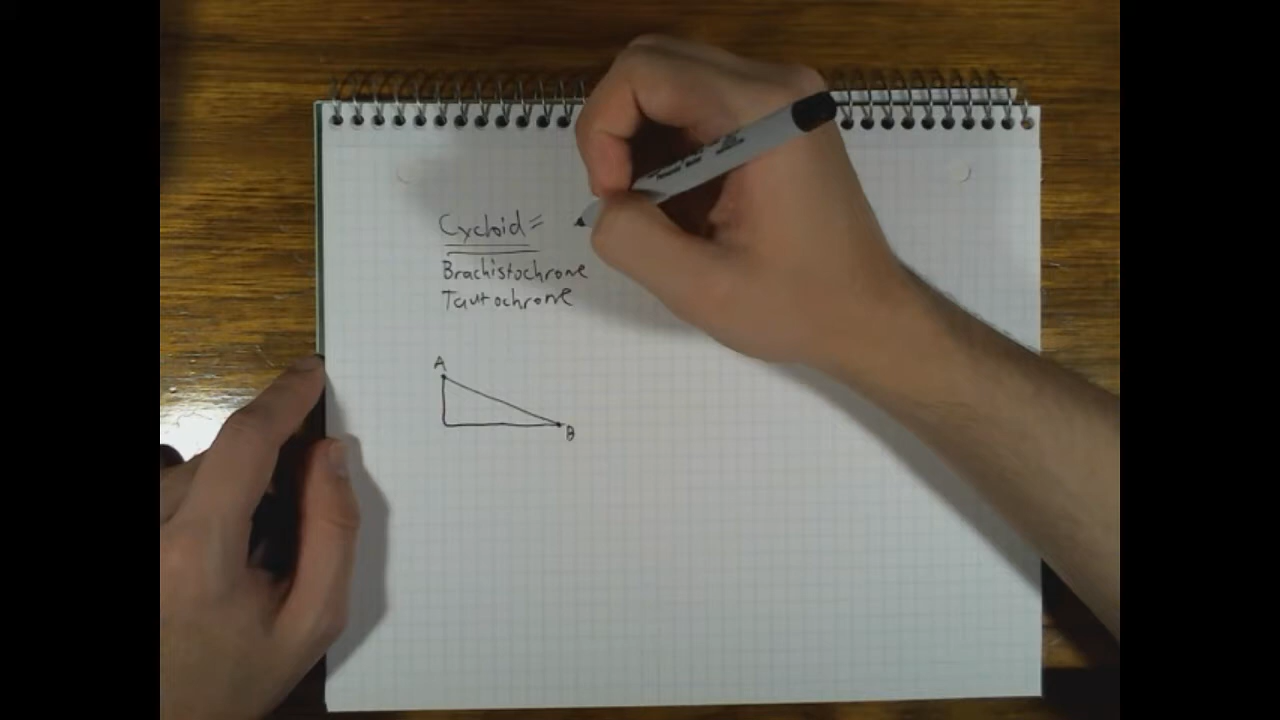 Cycloid =
Brachistochrone
Tautochrone
A
B